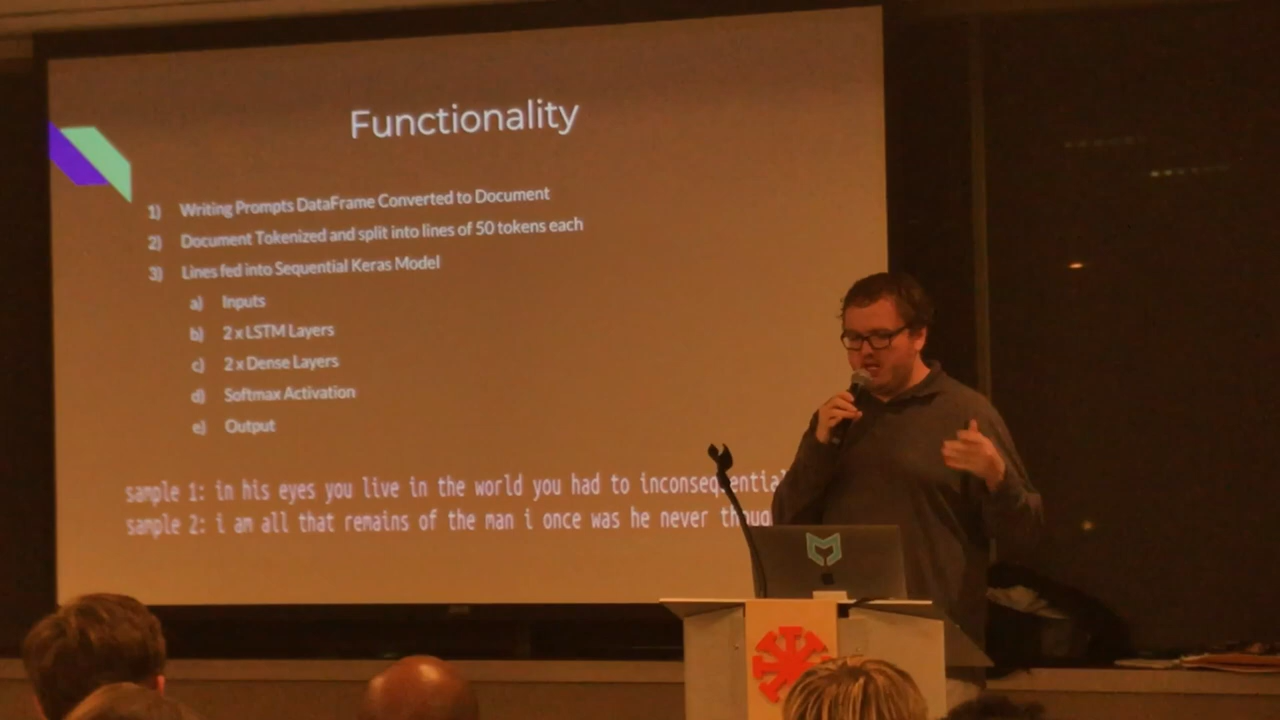 Functionality
1) Writing Prompts DataFrame Converted to Document
2) Document Tokenized and split into lines of 50 tokens each
3) Lines fed into Sequential Keras Model
a) Inputs
b) 2 x LSTM Layers
c) 2 x Dense Layers
d) Softmax Activation
e) Output
sample 1: in his eyes you live in the world you had to inconsequential
sample 2: i am all that remains of the man i once was he never